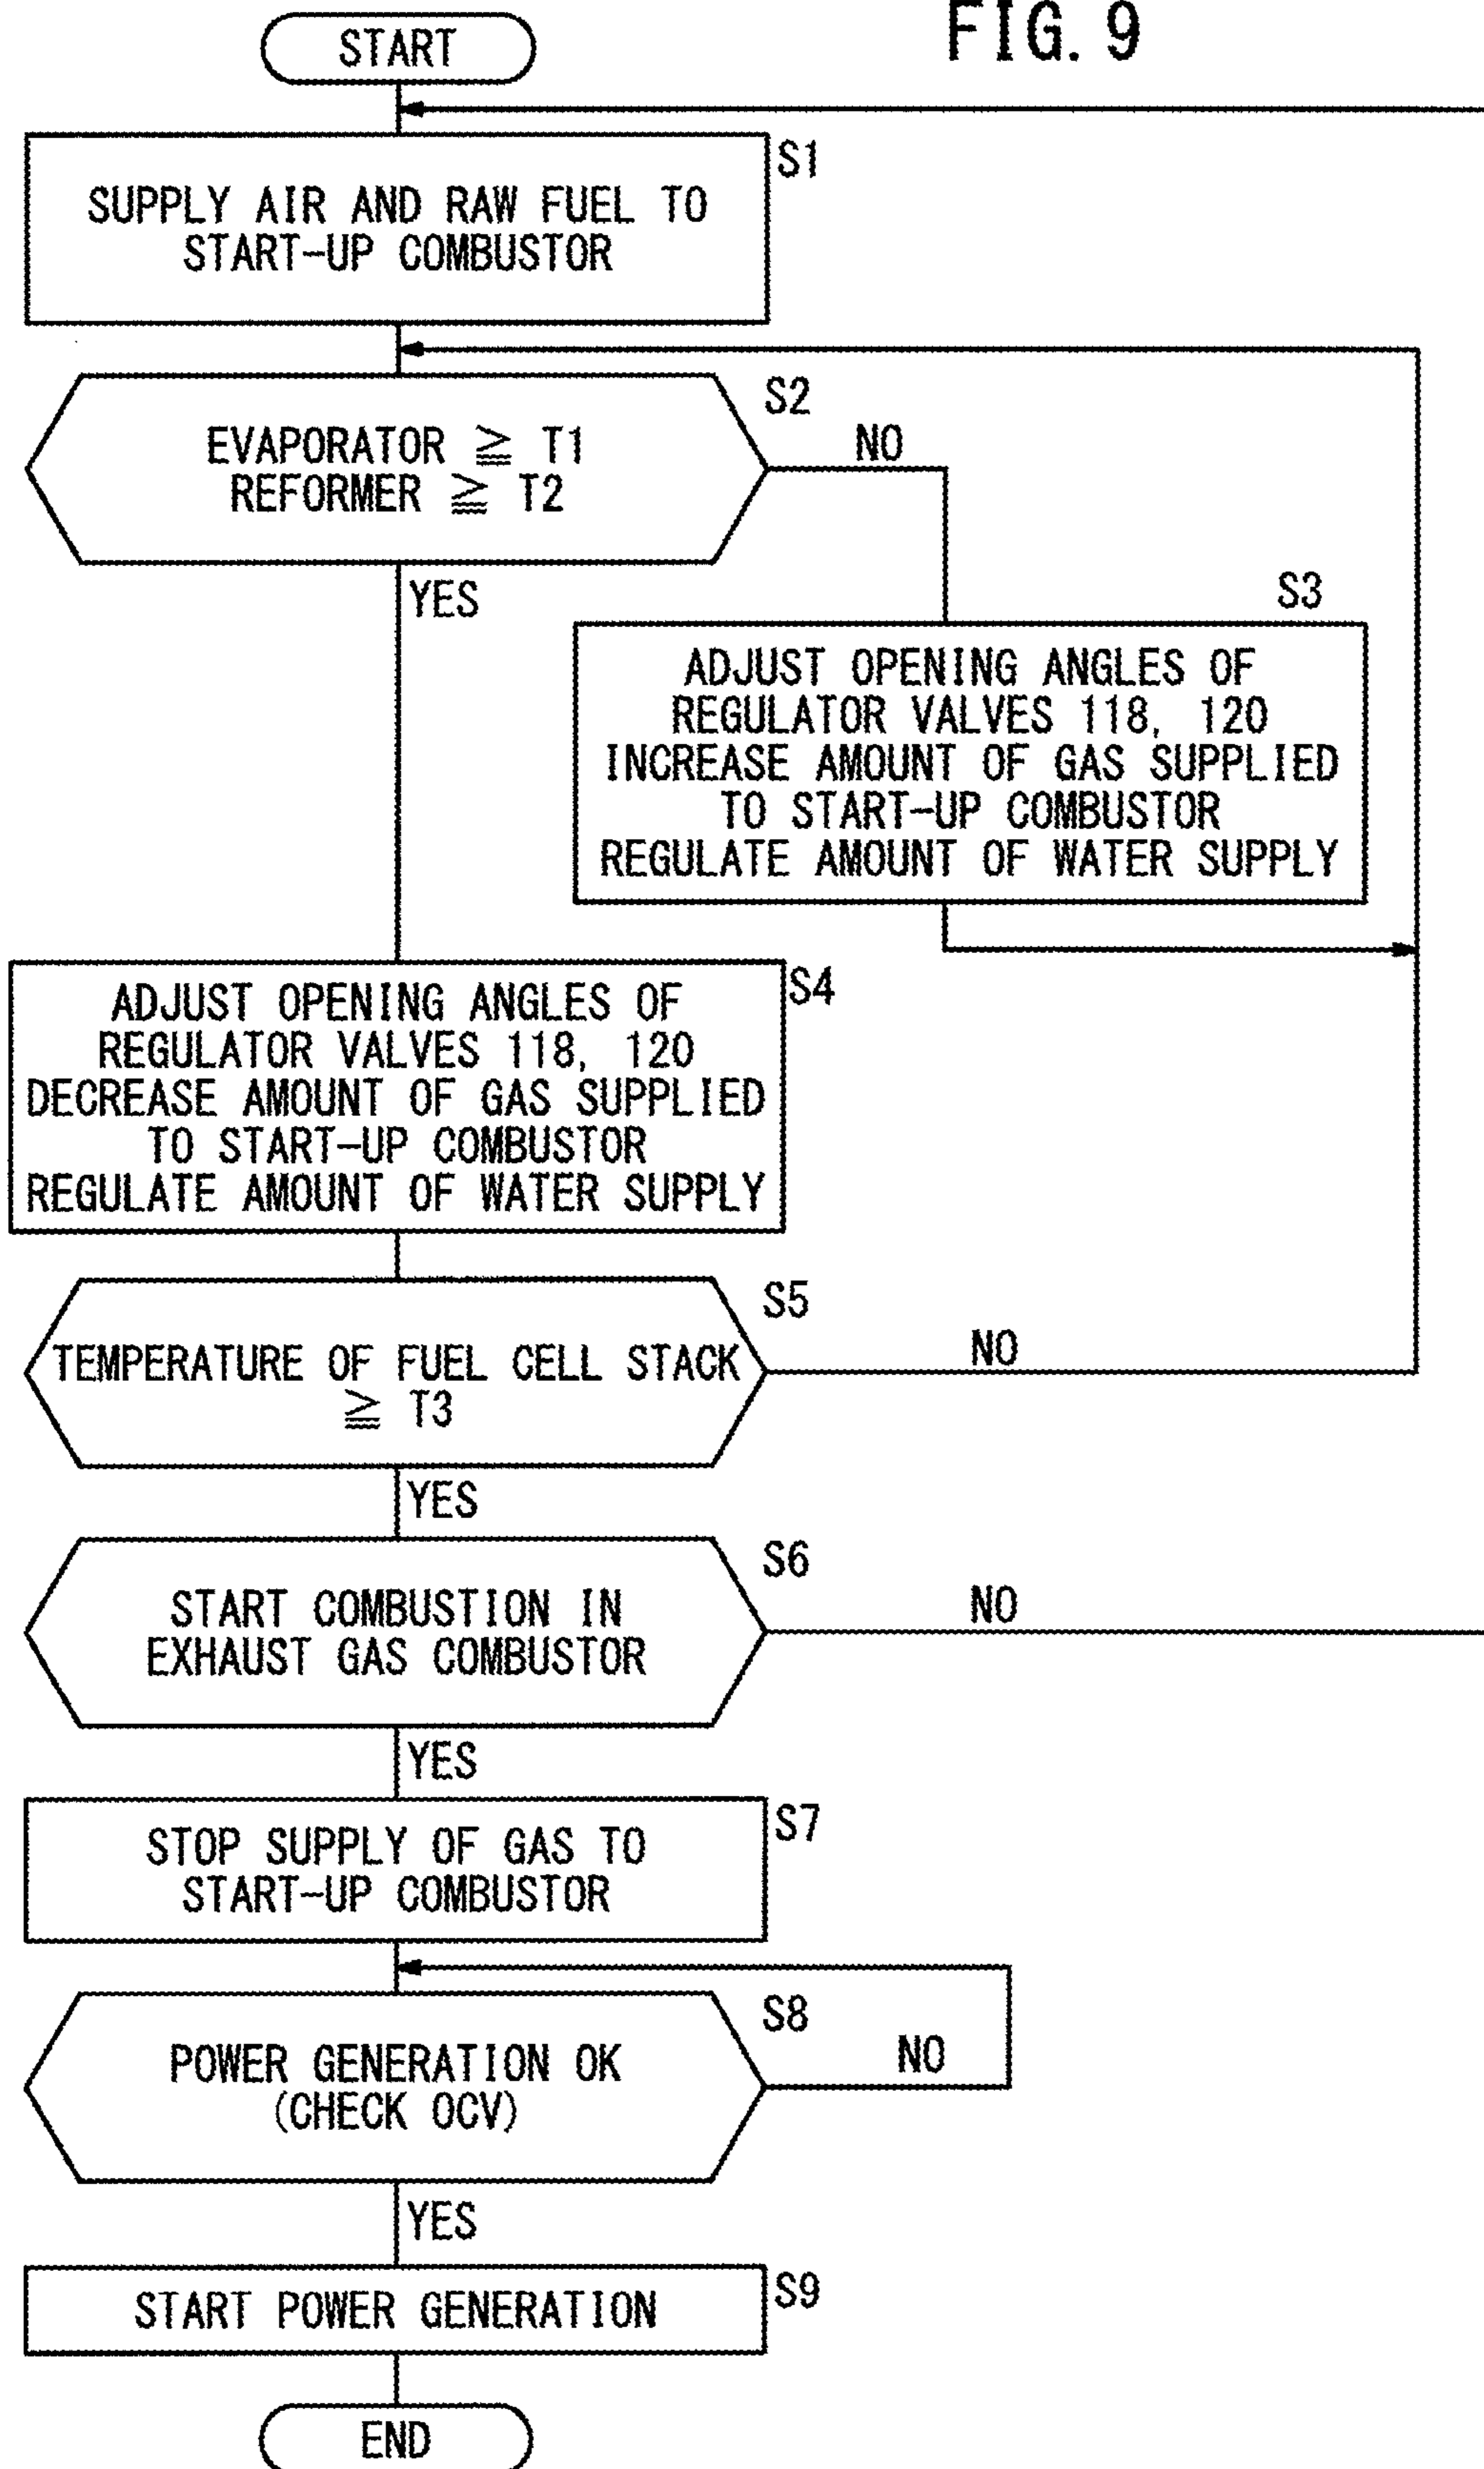 FIG. 9
START
S1
SUPPLY AIR AND RAW FUEL TO
START-UP COMBUSTOR
S2
EVAPORATOR ≧ T1
REFORMER ≧ T2
NO
YES
S3
ADJUST OPENING ANGLES OF
REGULATOR VALVES 118, 120
INCREASE AMOUNT OF GAS SUPPLIED
TO START-UP COMBUSTOR
REGULATE AMOUNT OF WATER SUPPLY
S4
ADJUST OPENING ANGLES OF
REGULATOR VALVES 118, 120
DECREASE AMOUNT OF GAS SUPPLIED
TO START-UP COMBUSTOR
REGULATE AMOUNT OF WATER SUPPLY
S5
TEMPERATURE OF FUEL CELL STACK
≧ T3
NO
YES
S6
START COMBUSTION IN
EXHAUST GAS COMBUSTOR
NO
YES
S7
STOP SUPPLY OF GAS TO
START-UP COMBUSTOR
S8
POWER GENERATION OK
(CHECK OCV)
NO
YES
S9
START POWER GENERATION
END